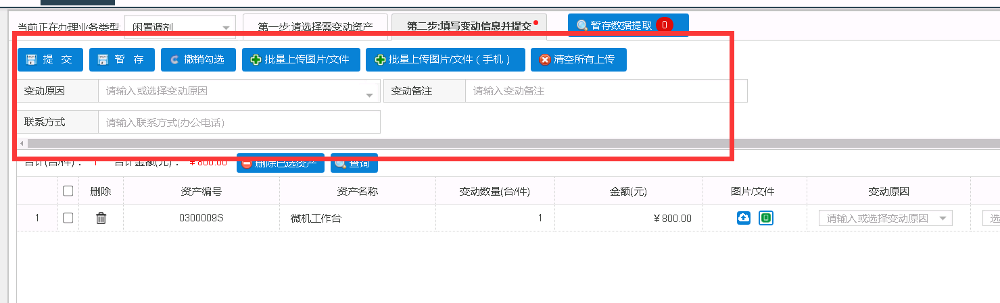 当前正在办理业务类型: 闲置调剂 第一步:请选择需变动资产 第二步:填写变动信息并提交 暂存数据提取 0
提 交 暂 存 撤销勾选 批量上传图片/文件 批量上传图片/文件（手机） 清空所有上传
变动原因 请输入或选择变动原因 变动备注 请输入变动备注
联系方式 请输入联系方式(办公电话)
合计(台/件)： 1 合计金额(元)： ￥800.00 删除已选资产 查询
删除 资产编号 资产名称 变动数量(台/件) 金额(元) 图片/文件 变动原因
1 0300009S 微机工作台 1 ￥800.00 0 请输入或选择变动原因 选